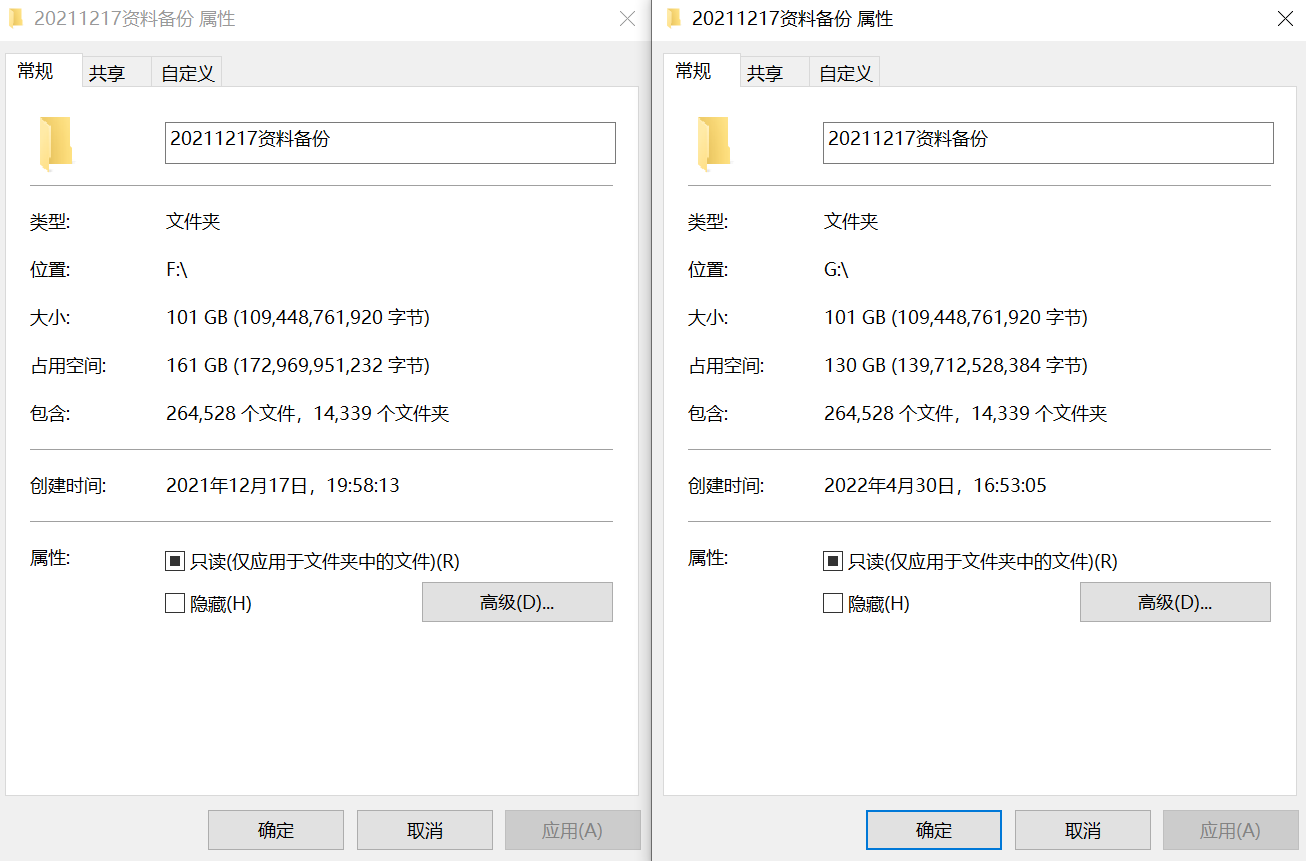 20211217资料备份 属性
常规 共享 自定义
20211217资料备份
类型: 文件夹
位置: F:\
大小: 101 GB (109,448,761,920 字节)
占用空间: 161 GB (172,969,951,232 字节)
包含: 264,528 个文件，14,339 个文件夹
创建时间: 2021年12月17日，19:58:13
属性: 只读(仅应用于文件夹中的文件)(R)
隐藏(H) 高级(D)...
确定 取消 应用(A)
20211217资料备份 属性
常规 共享 自定义
20211217资料备份
类型: 文件夹
位置: G:\
大小: 101 GB (109,448,761,920 字节)
占用空间: 130 GB (139,712,528,384 字节)
包含: 264,528 个文件，14,339 个文件夹
创建时间: 2022年4月30日，16:53:05
属性: 只读(仅应用于文件夹中的文件)(R)
隐藏(H) 高级(D)...
确定 取消 应用(A)